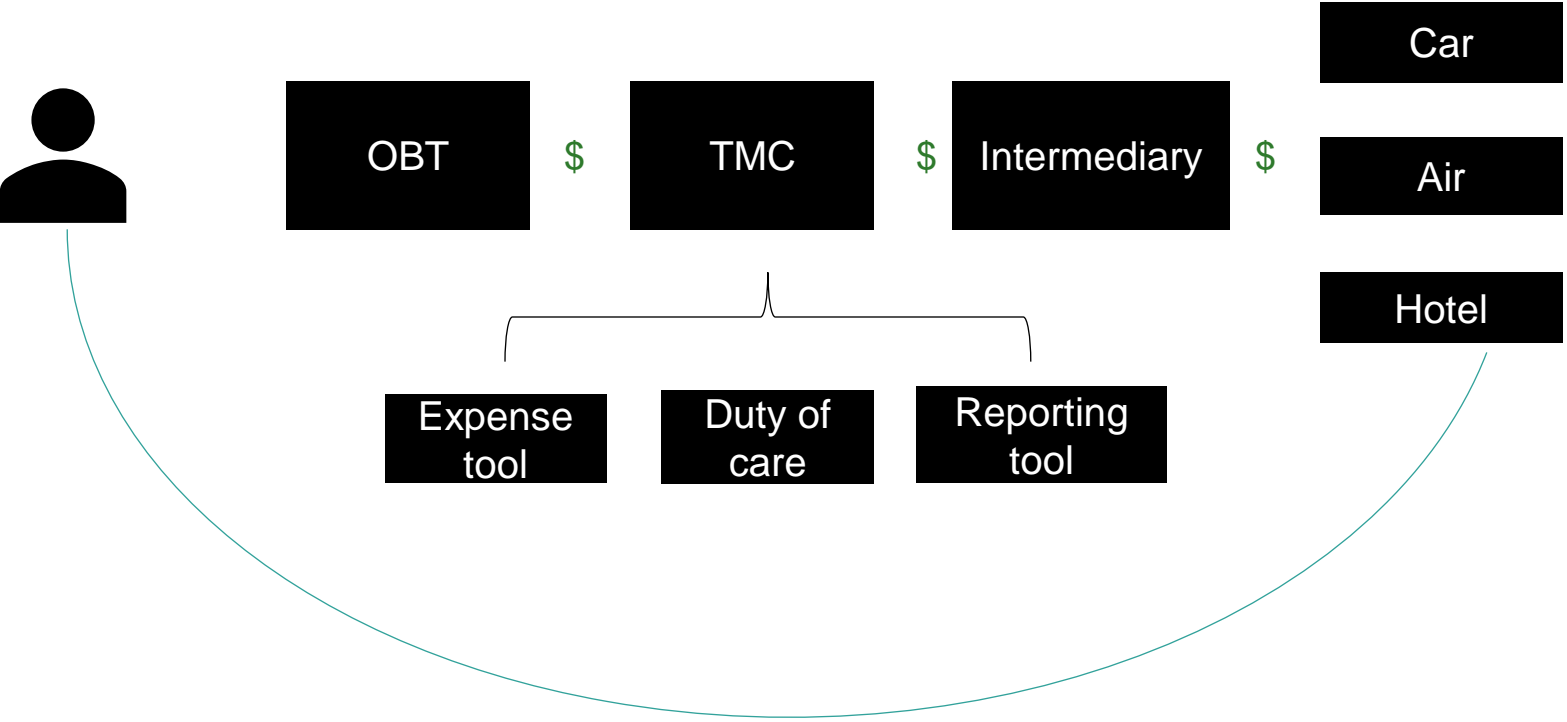 Car
OBT
$
TMC
$
Intermediary
$
Air
Hotel
Expense
tool
Duty of
care
Reporting
tool